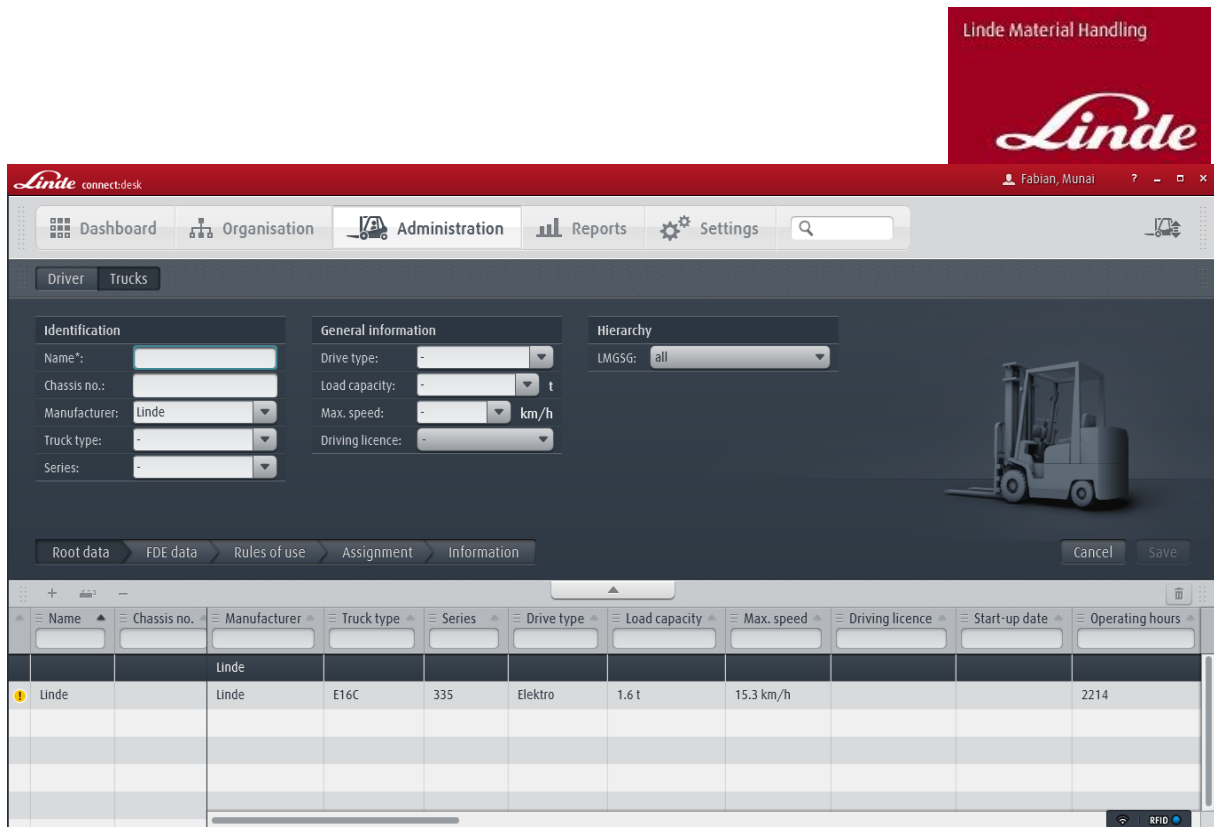 Linde Material Handling
Linde
Linde connect:desk
Fabian, Munai ?
Dashboard Organisation Administration Reports Settings
Driver Trucks
Identification General information Hierarchy
Name*: Drive type: - LMGSG: all
Chassis no.: Load capacity: - t
Manufacturer: Linde Max. speed: - km/h
Truck type: - Driving licence: -
Series: -
Root data FDE data Rules of use Assignment Information Cancel Save
Name Chassis no. Manufacturer Truck type Series Drive type Load capacity Max. speed Driving licence Start-up date Operating hours
Linde
Linde Linde E16C 335 Elektro 1.6 t 15.3 km/h 2214
RFID